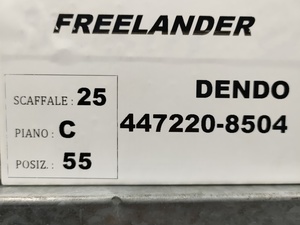 FREELANDER
SCAFFALE : 25
PIANO : C
POSIZ. : 55
DENDO
447220-8504